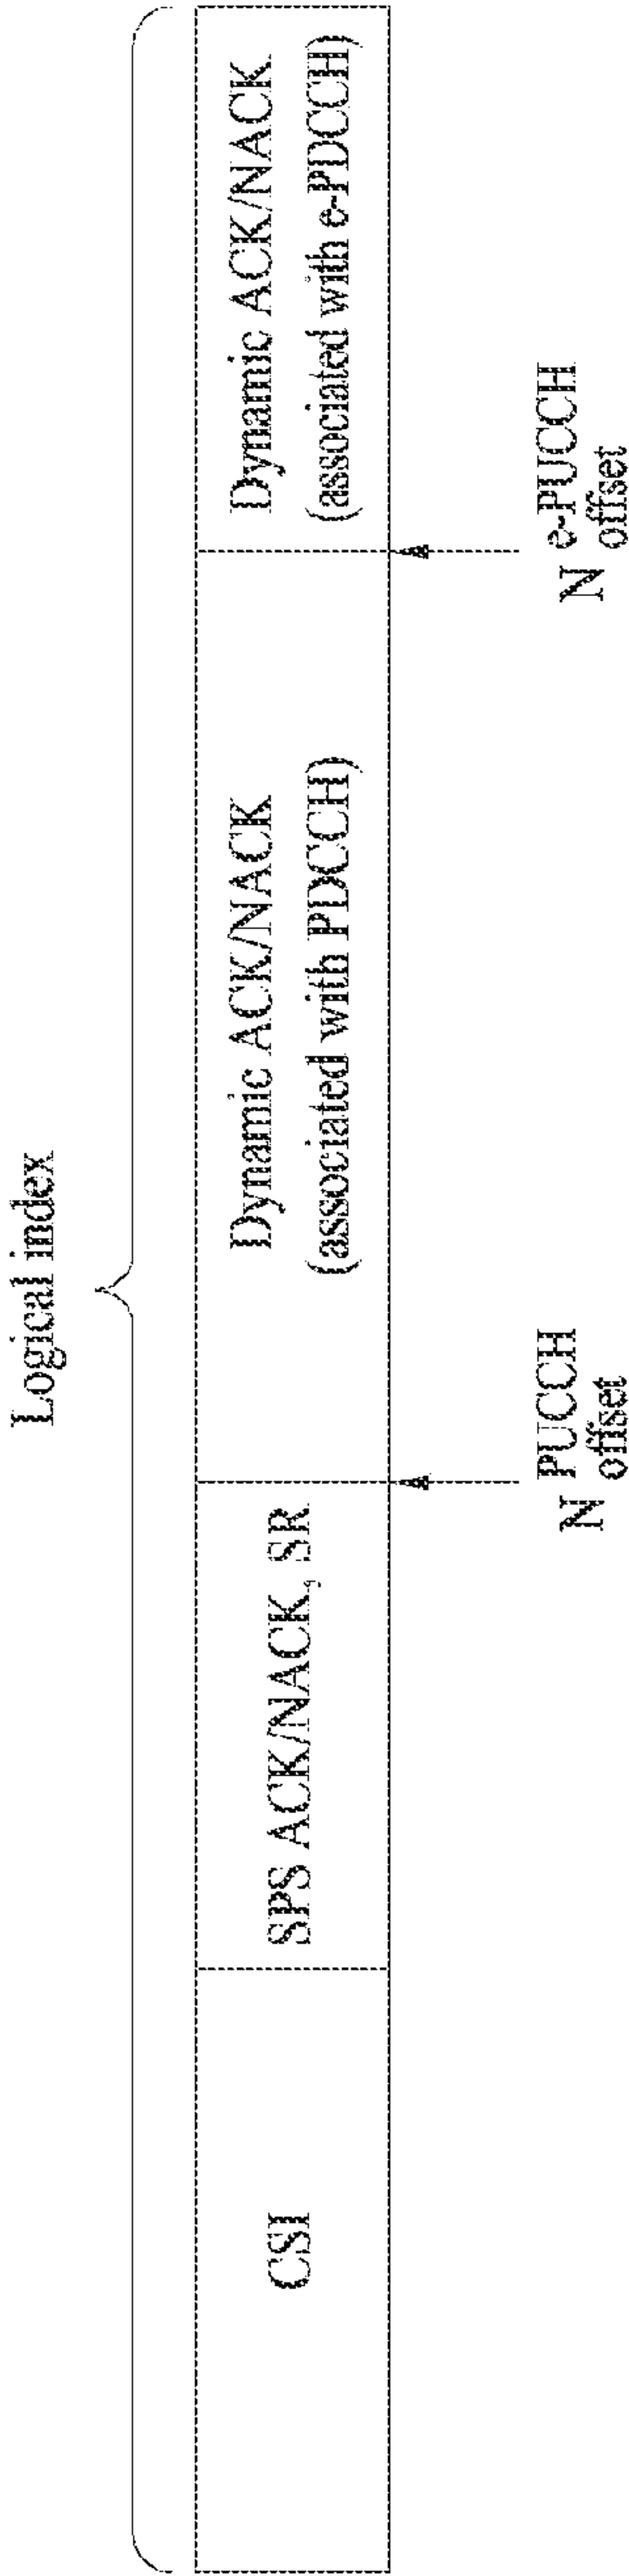 Logical index
CSI
SPS ACK/NACK, SR
Dynamic ACK/NACK
(associated with PDCCH)
Dynamic ACK/NACK
(associated with e-PDCCH)
N PUCCH
offset
N e-PUCCH
offset